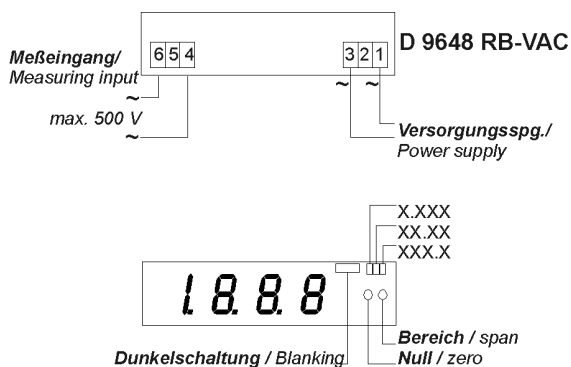 D 9648 RB-VAC
6 5 4
3 2 1
Meßeingang/
Measuring input
~
~
max. 500 V
~
~
Versorgungsspg./
Power supply
X.XXX
XX.XX
XXX.X
1.8.8.8
Bereich / span
Dunkelschaltung / Blanking
Null / zero